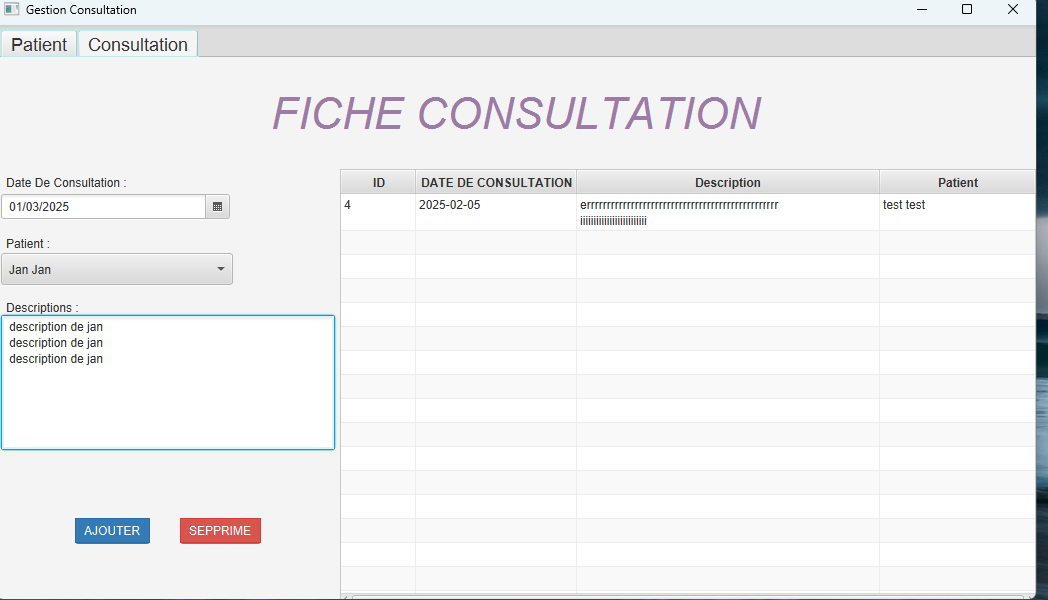 Gestion Consultation
Patient Consultation
FICHE CONSULTATION
Date De Consultation :
01/03/2025
Patient :
Jan Jan
Descriptions :
description de jan
description de jan
description de jan
AJOUTER SEPPRIME
ID DATE DE CONSULTATION Description Patient
4 2025-02-05 errrrrrrrrrrrrrrrrrrrrrrrrrrrrrrrrrrrrrrrrrrrrrrr test test
iiiiiiiiiiiiiiiiiiiiiiiii